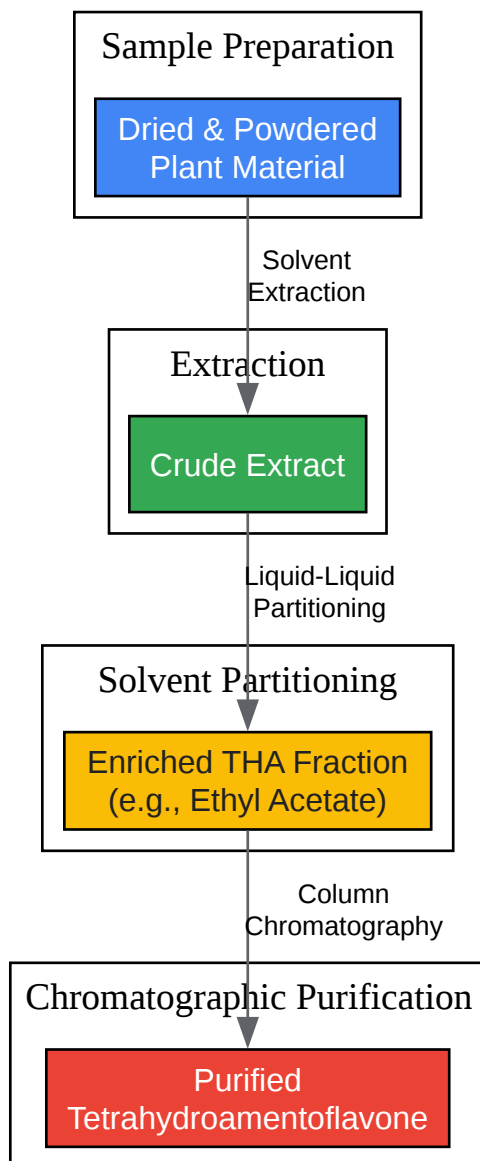 Sample Preparation
Dried & Powdered
Plant Material
Solvent
Extraction
Extraction
Crude Extract
Liquid-Liquid
Partitioning
Solvent Partitioning
Enriched THA Fraction
(e.g., Ethyl Acetate)
Column
Chromatography
Chromatographic Purification
Purified
Tetrahydroamentoflavone